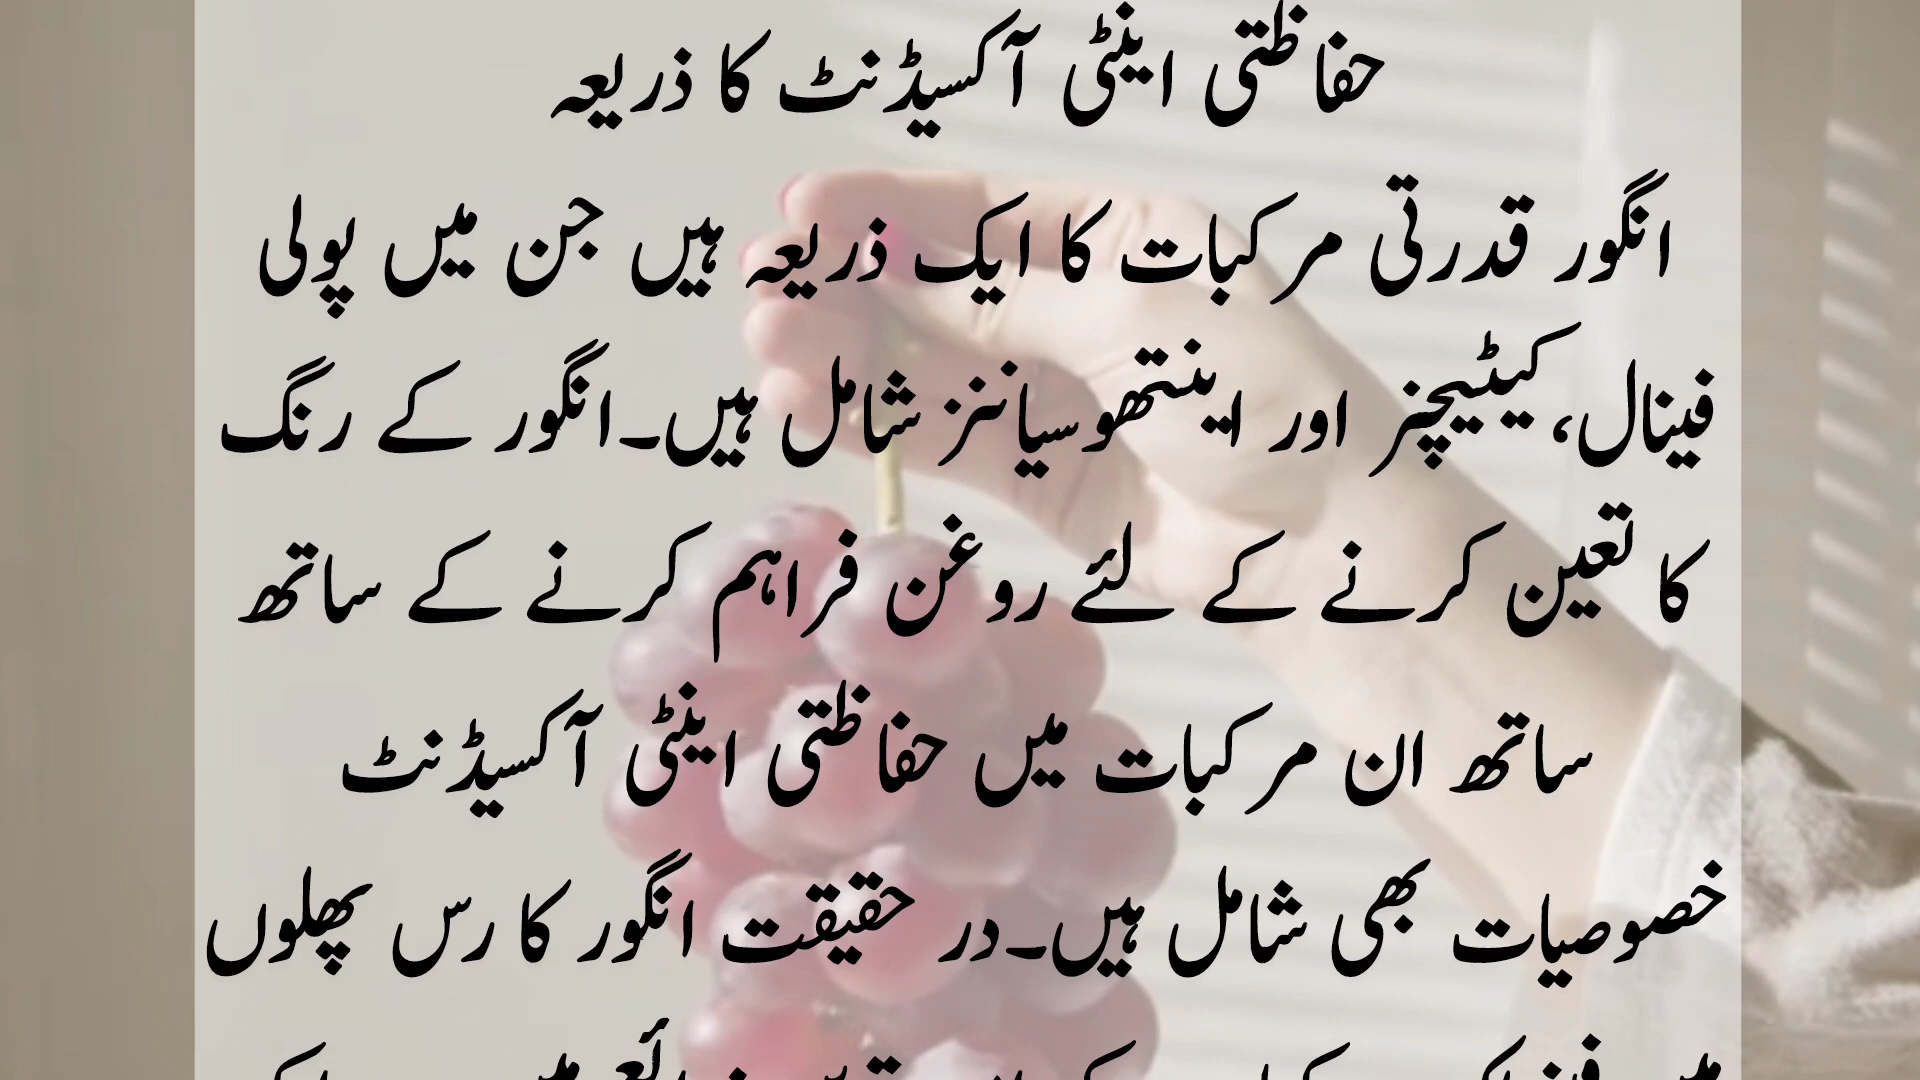 حفاظتی اینٹی آکسیڈنٹ کا ذریعہ
انگور قدرتی مرکبات کا ایک ذریعہ ہیں جن میں پولی
فینال، کیٹیچنز اور اینتھوسیاننز شامل ہیں۔انگور کے رنگ
کا تعین کرنے کے لئے روغن فراہم کرنے کے ساتھ
ساتھ ان مرکبات میں حفاظتی اینٹی آکسیڈنٹ
خصوصیات بھی شامل ہیں۔در حقیقت انگور کا رس پھلوں
میں